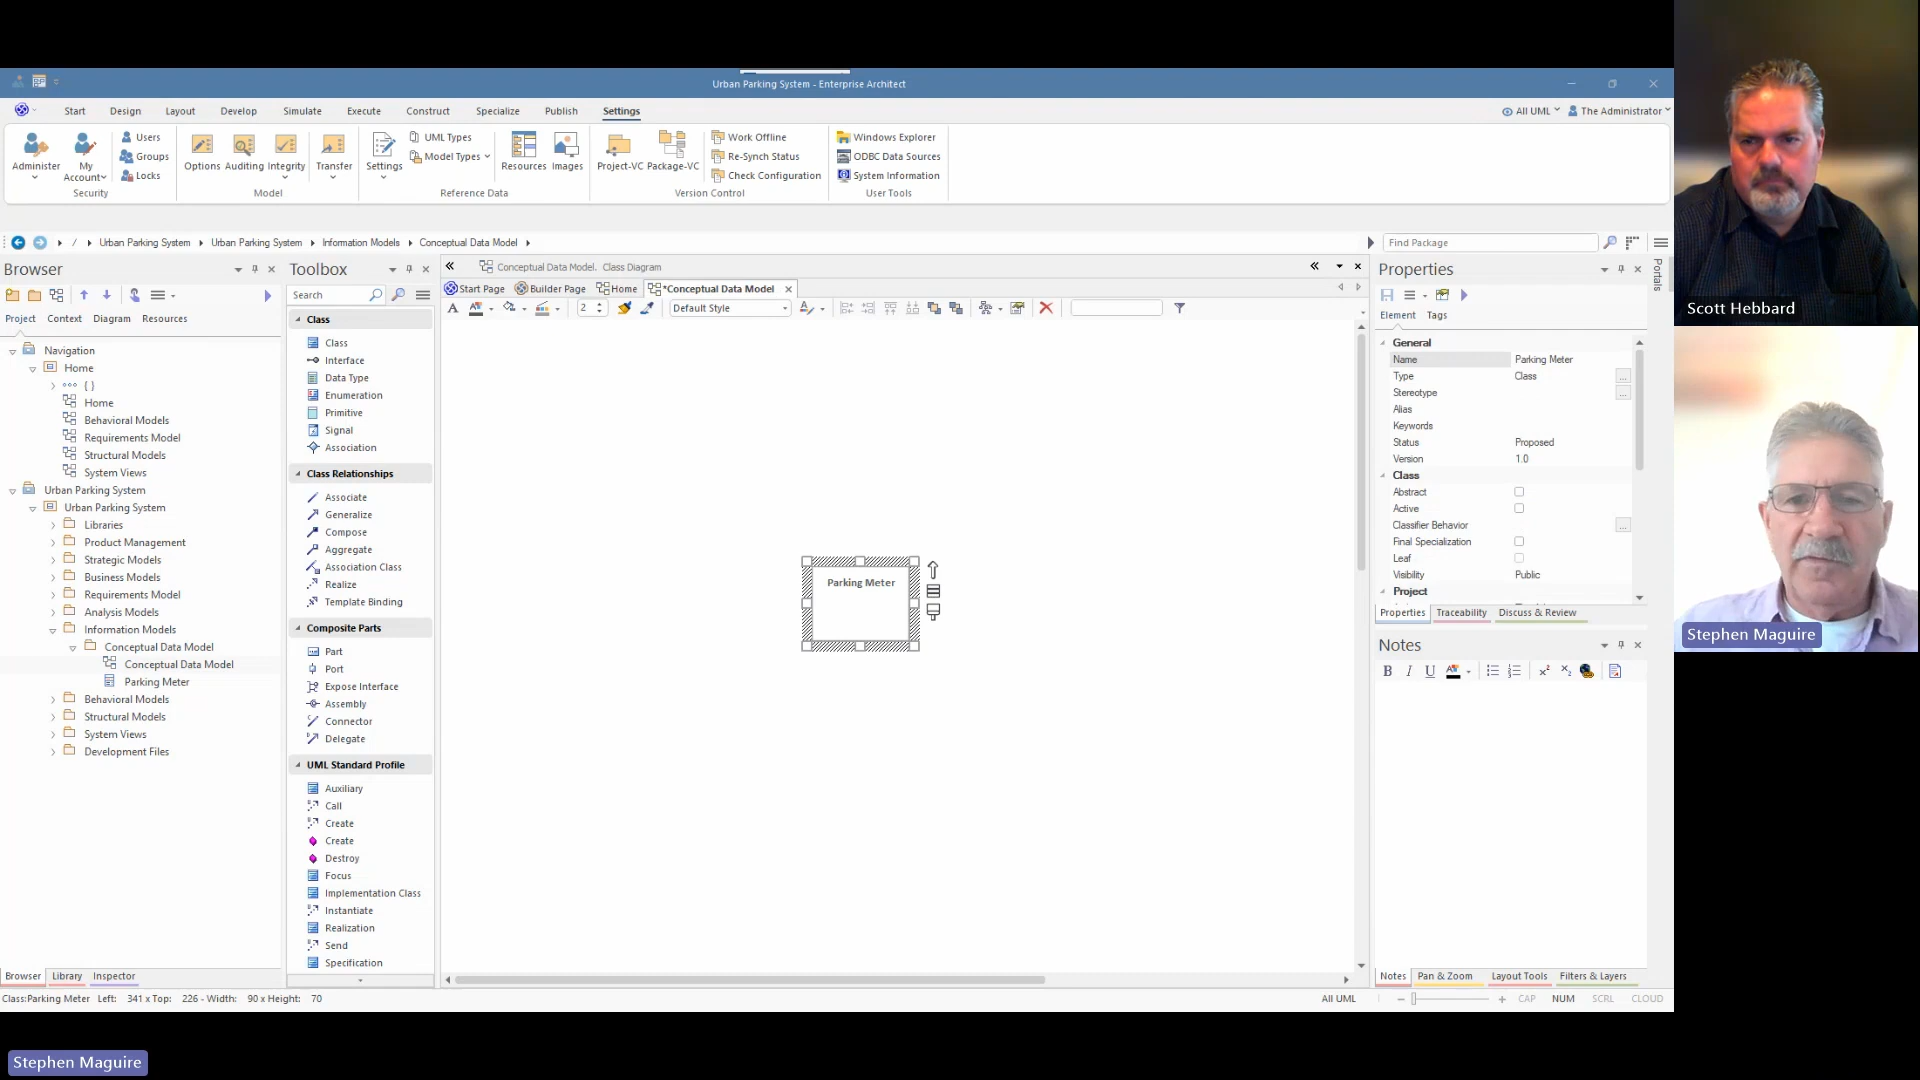 Urban Parking System - Enterprise Architect
Start Design Layout Develop Simulate Execute Construct Specialize Publish Settings
All UML The Administrator
Administer My Account Users Groups Locks
Security
Options Auditing Integrity Transfer
Model
Settings UML Types Model Types Resources Images
Reference Data
Project-VC Package-VC Work Offline Re-Synch Status Check Configuration
Version Control
Windows Explorer ODBC Data Sources System Information
User Tools
/ Urban Parking System Urban Parking System Information Models Conceptual Data Model
Find Package
Portals
Browser
Project Context Diagram Resources
Navigation
Home
{ }
Home
Behavioral Models
Requirements Model
Structural Models
System Views
Urban Parking System
Urban Parking System
Libraries
Product Management
Strategic Models
Business Models
Requirements Model
Analysis Models
Information Models
Conceptual Data Model
Conceptual Data Model
Parking Meter
Behavioral Models
Structural Models
System Views
Development Files
Browser Library Inspector
Toolbox
Search
Class
Class
Interface
Data Type
Enumeration
Primitive
Signal
Association
Class Relationships
Associate
Generalize
Compose
Aggregate
Association Class
Realize
Template Binding
Composite Parts
Part
Port
Expose Interface
Assembly
Connector
Delegate
UML Standard Profile
Auxiliary
Call
Create
Create
Destroy
Focus
Implementation Class
Instantiate
Realization
Send
Specification
Conceptual Data Model. Class Diagram
Start Page Builder Page Home *Conceptual Data Model
2 Default Style
Parking Meter
Properties
Element Tags
General
Name Parking Meter
Type Class
Stereotype
Alias
Keywords
Status Proposed
Version 1.0
Class
Abstract
Active
Classifier Behavior
Final Specialization
Leaf
Visibility Public
Project
Properties Traceability Discuss & Review
Notes
Notes Pan & Zoom Layout Tools Filters & Layers
Class:Parking Meter Left: 341 x Top: 226 - Width: 90 x Height: 70
All UML CAP NUM SCRL CLOUD
Scott Hebbard
Stephen Maguire
Stephen Maguire